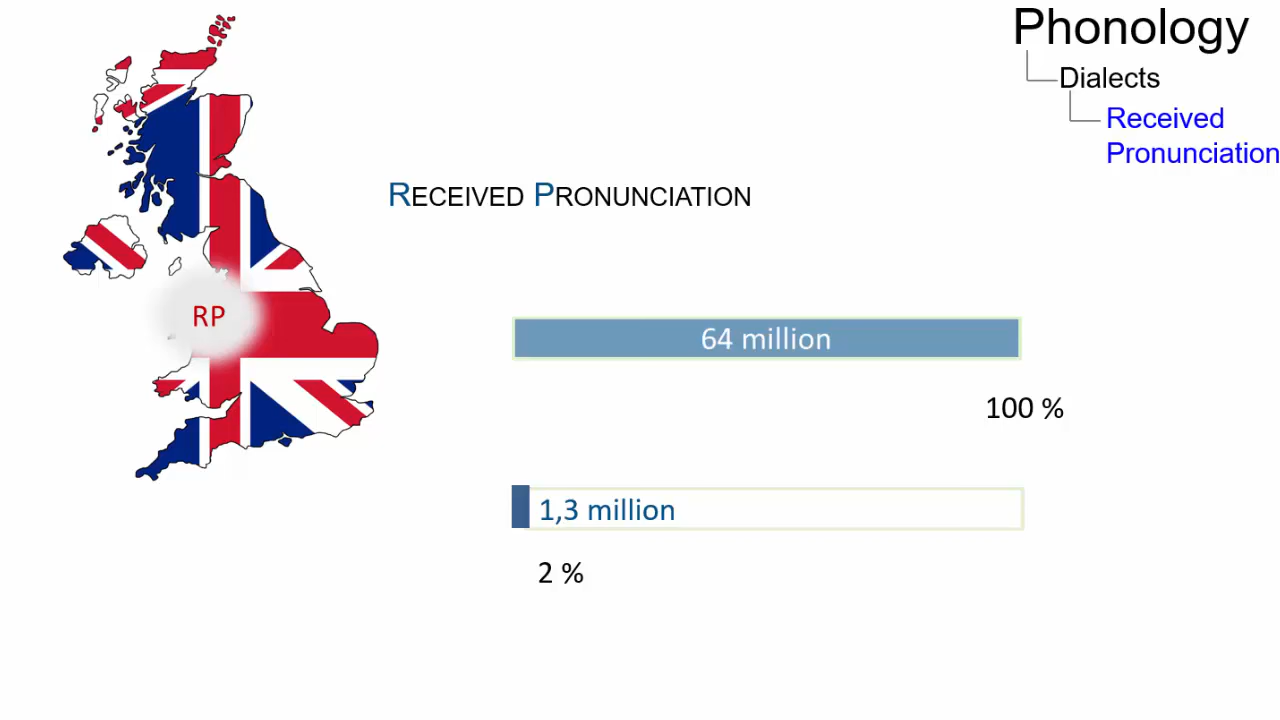 Phonology
Dialects
Received
Pronunciation
RECEIVED PRONUNCIATION
RP
64 million
100 %
1,3 million
2 %